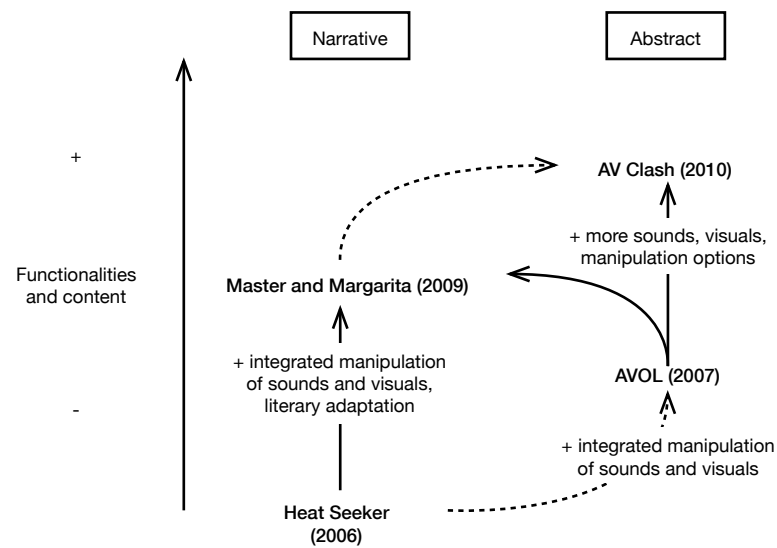 Narrative
Abstract
+
AV Clash (2010)
+ more sounds, visuals,
manipulation options
Functionalities
and content
Master and Margarita (2009)
+ integrated manipulation
of sounds and visuals,
literary adaptation
AVOL (2007)
-
+ integrated manipulation
of sounds and visuals
Heat Seeker
(2006)